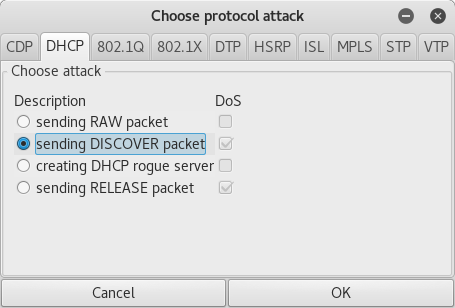 Choose protocol attack
CDP DHCP 802.1Q 802.1X DTP HSRP ISL MPLS STP VTP
Choose attack
Description DoS
sending RAW packet
sending DISCOVER packet
creating DHCP rogue server
sending RELEASE packet
Cancel OK